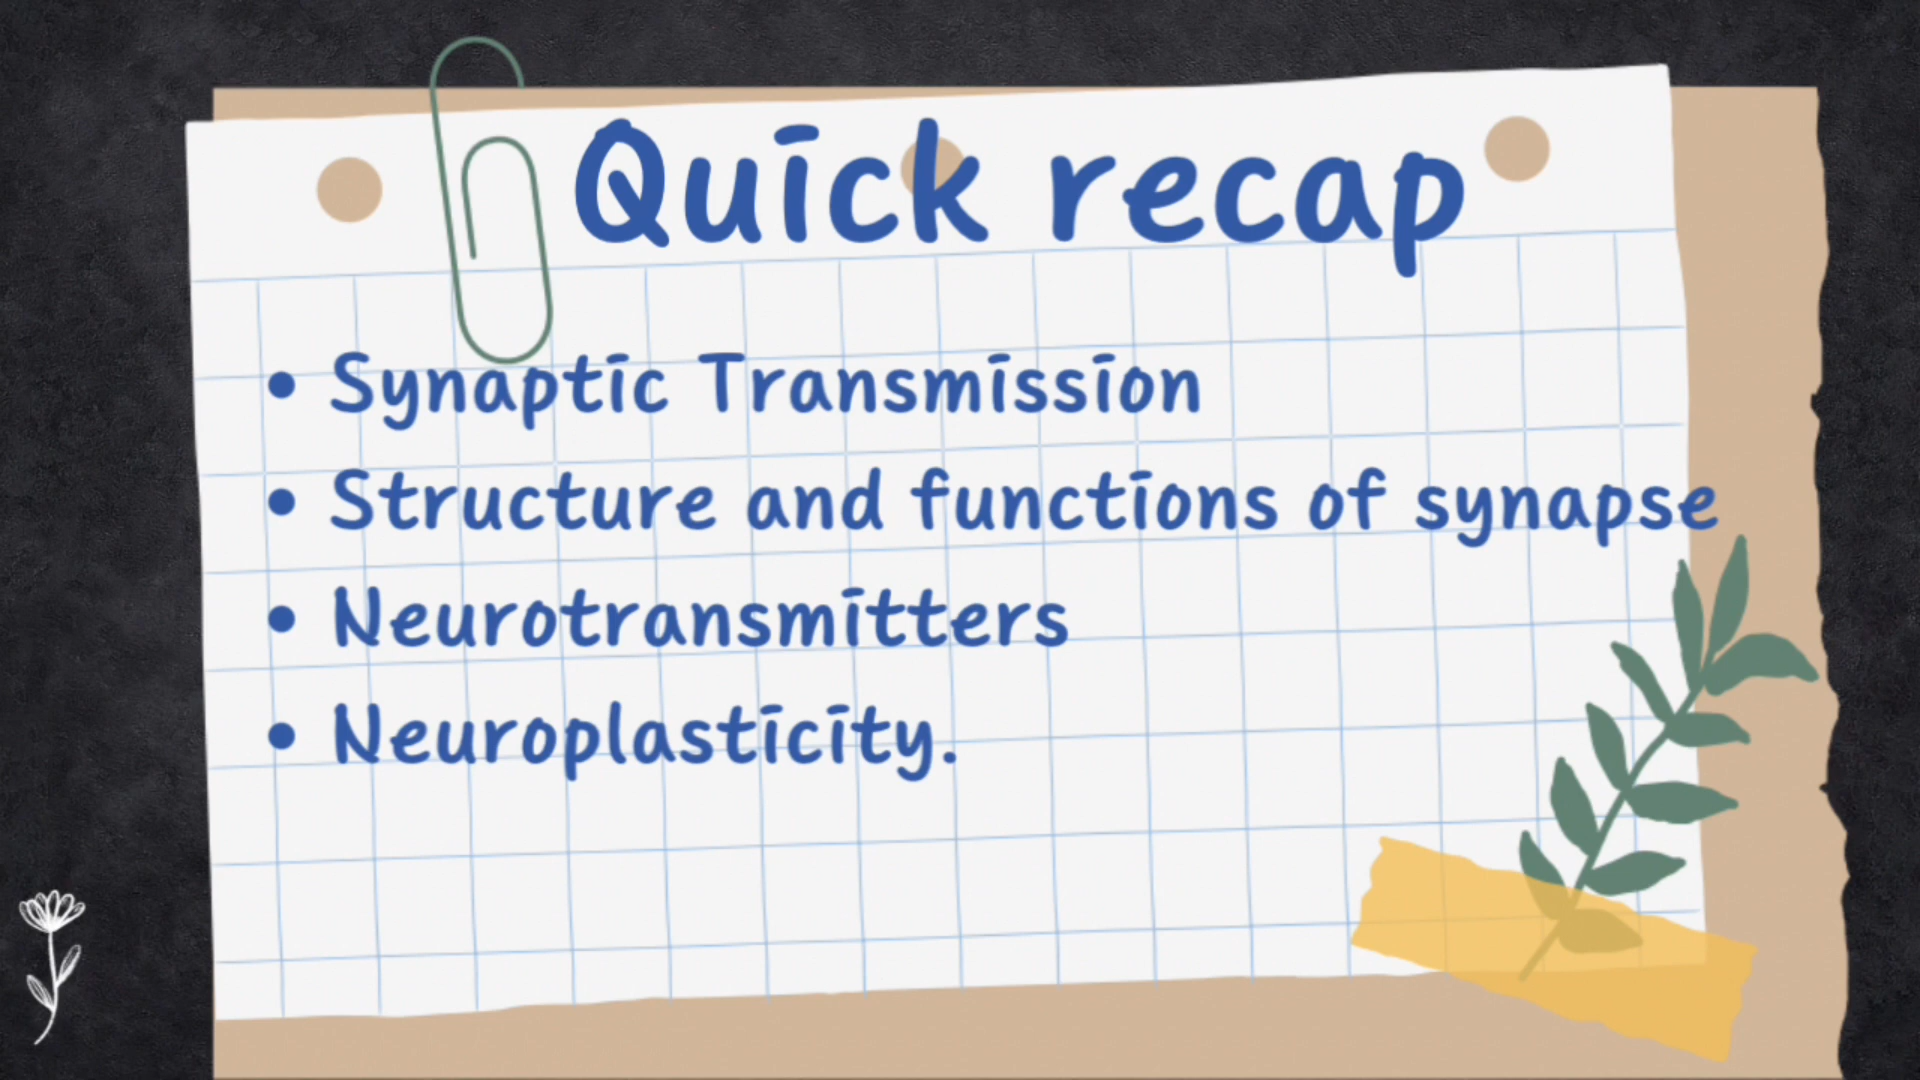 Quick recap
• Synaptic Transmission
• Structure and functions of synapse
• Neurotransmitters
• Neuroplasticity.